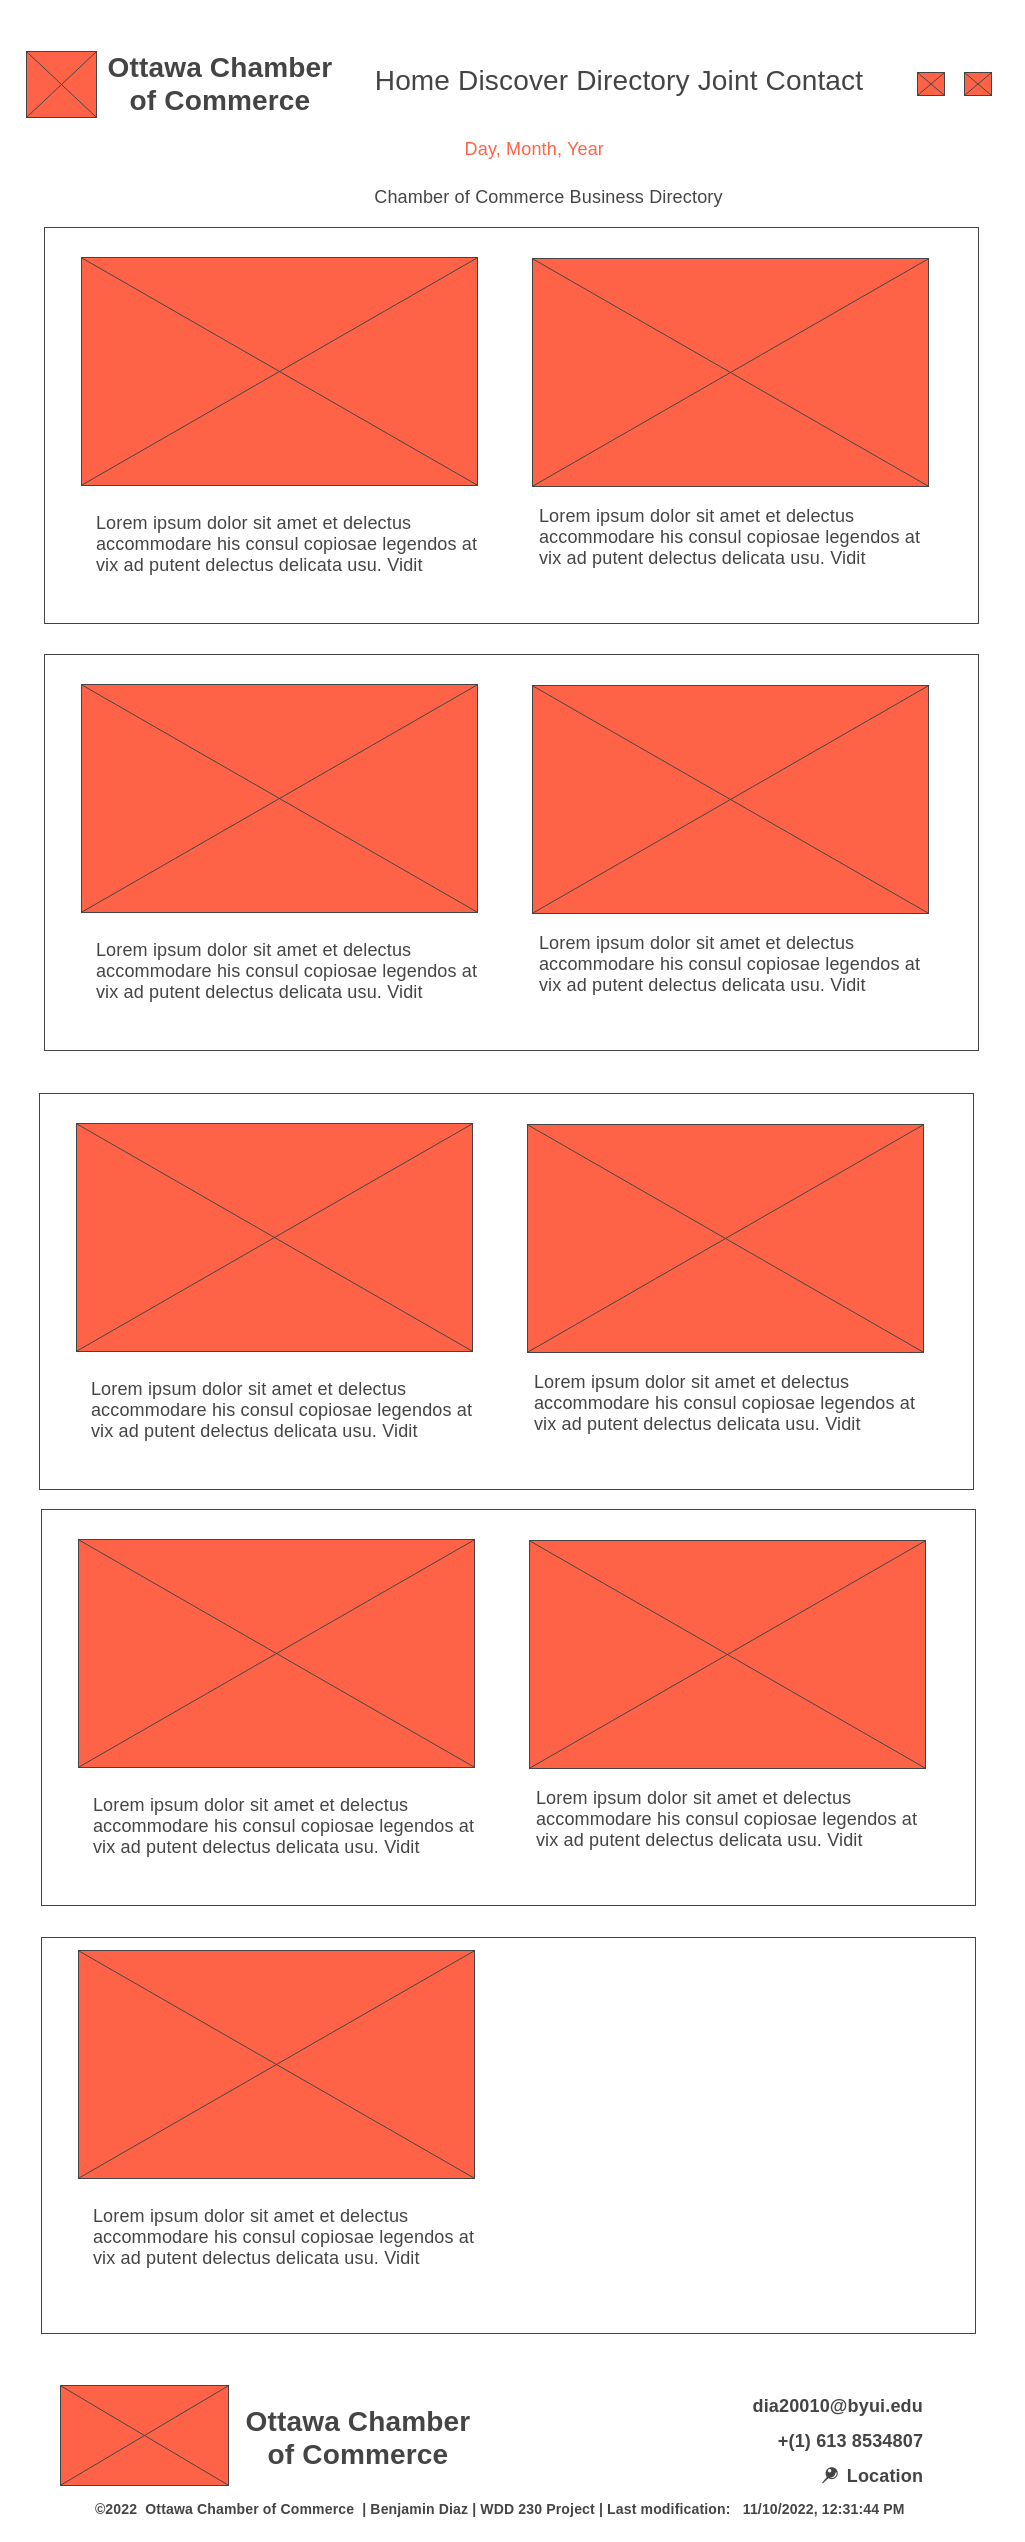 Ottawa Chamber
of Commerce
Home Discover Directory Joint Contact
Day, Month, Year
Chamber of Commerce Business Directory
Lorem ipsum dolor sit amet et delectus
accommodare his consul copiosae legendos at
vix ad putent delectus delicata usu. Vidit
Lorem ipsum dolor sit amet et delectus
accommodare his consul copiosae legendos at
vix ad putent delectus delicata usu. Vidit
Lorem ipsum dolor sit amet et delectus
accommodare his consul copiosae legendos at
vix ad putent delectus delicata usu. Vidit
Lorem ipsum dolor sit amet et delectus
accommodare his consul copiosae legendos at
vix ad putent delectus delicata usu. Vidit
Lorem ipsum dolor sit amet et delectus
accommodare his consul copiosae legendos at
vix ad putent delectus delicata usu. Vidit
Lorem ipsum dolor sit amet et delectus
accommodare his consul copiosae legendos at
vix ad putent delectus delicata usu. Vidit
Lorem ipsum dolor sit amet et delectus
accommodare his consul copiosae legendos at
vix ad putent delectus delicata usu. Vidit
Lorem ipsum dolor sit amet et delectus
accommodare his consul copiosae legendos at
vix ad putent delectus delicata usu. Vidit
Lorem ipsum dolor sit amet et delectus
accommodare his consul copiosae legendos at
vix ad putent delectus delicata usu. Vidit
Ottawa Chamber
of Commerce
dia20010@byui.edu
+(1) 613 8534807
Location
©2022  Ottawa Chamber of Commerce  | Benjamin Diaz | WDD 230 Project | Last modification:   11/10/2022, 12:31:44 PM